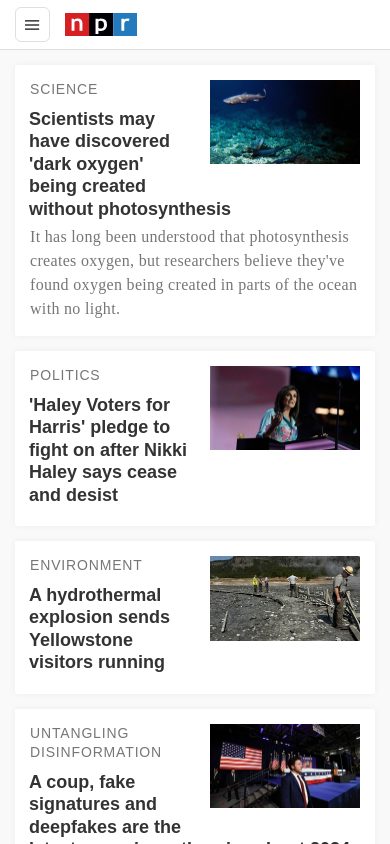 npr
SCIENCE
Scientists may
have discovered
'dark oxygen'
being created
without photosynthesis
It has long been understood that photosynthesis
creates oxygen, but researchers believe they've
found oxygen being created in parts of the ocean
with no light.
POLITICS
'Haley Voters for
Harris' pledge to
fight on after Nikki
Haley says cease
and desist
ENVIRONMENT
A hydrothermal
explosion sends
Yellowstone
visitors running
UNTANGLING
DISINFORMATION
A coup, fake
signatures and
deepfakes are the